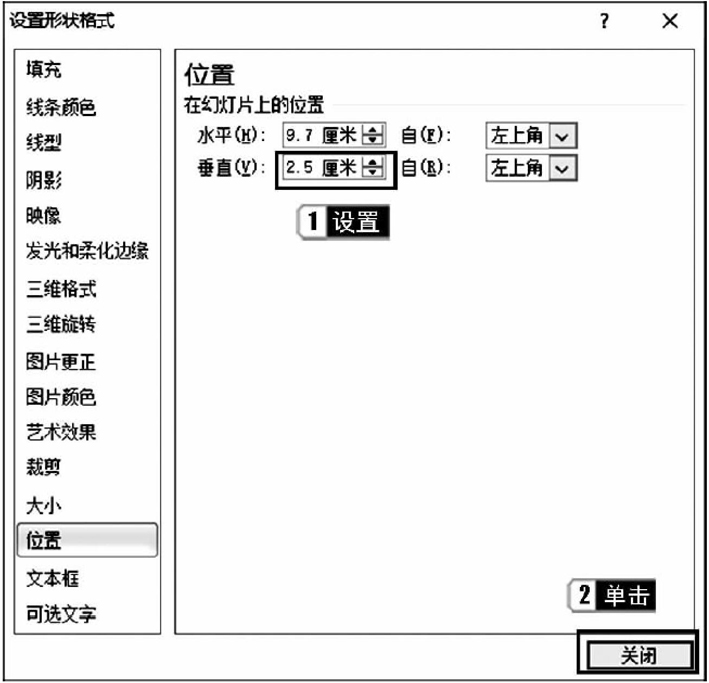 设置形状格式 ? ×
填充
线条颜色
线型
阴影
映像
发光和柔化边缘
三维格式
三维旋转
图片更正
图片颜色
艺术效果
裁剪
大小
位置
文本框
可选文字
位置
在幻灯片上的位置
水平(H): 9.7 厘米 自(F): 左上角
垂直(V): 2.5 厘米 自(R): 左上角
1 设置
2 单击
关闭